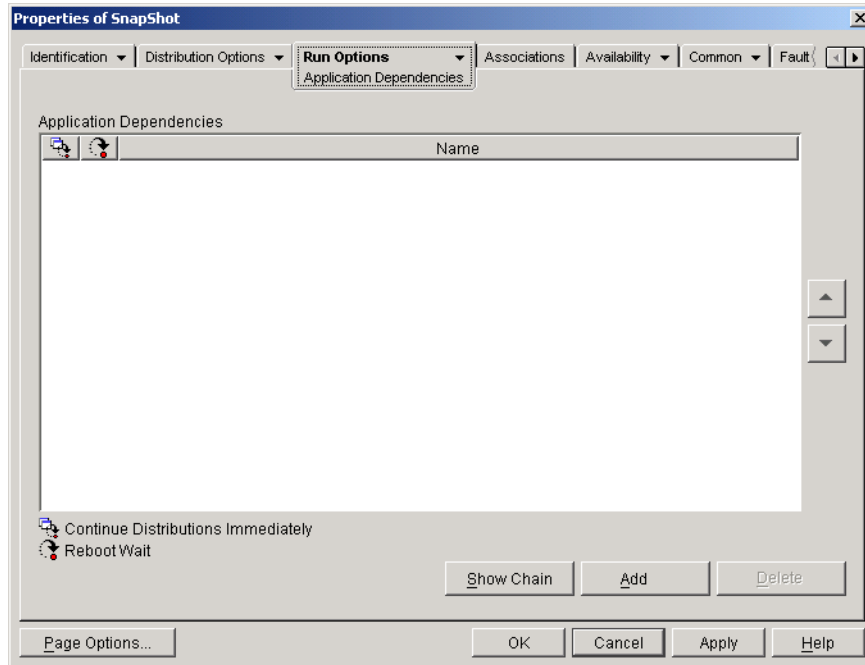 Properties of SnapShot
Identification Distribution Options Run Options Associations Availability Common Fault
Application Dependencies
Application Dependencies
Name
Continue Distributions Immediately
Reboot Wait
Show Chain Add Delete
Page Options... OK Cancel Apply Help